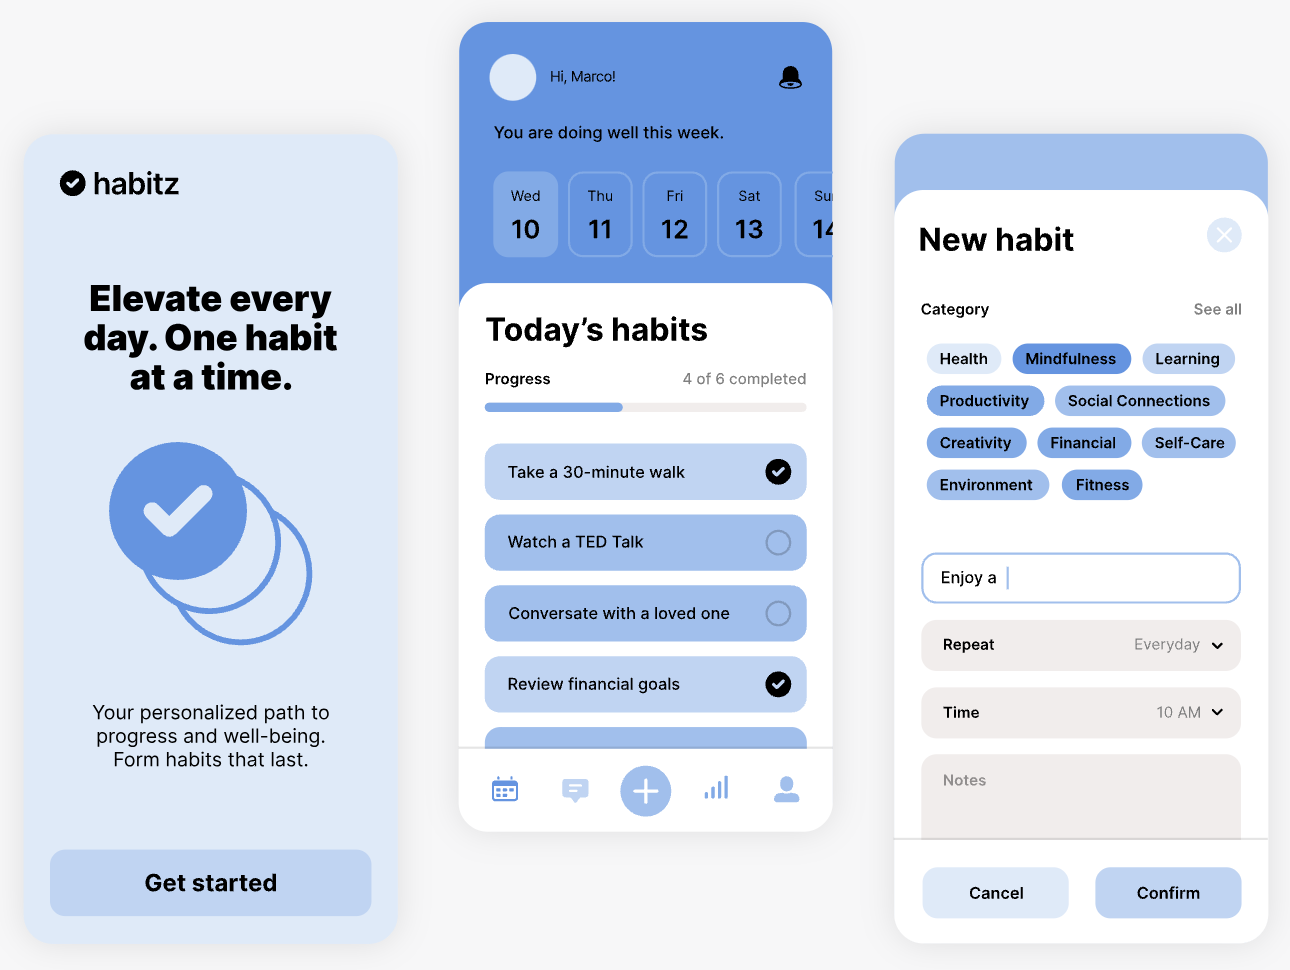 habitz
Elevate every
day. One habit
at a time.
Your personalized path to
progress and well-being.
Form habits that last.
Get started
Hi, Marco!
You are doing well this week.
Wed Thu Fri Sat Su
10 11 12 13 14
Today's habits
Progress 4 of 6 completed
Take a 30-minute walk
Watch a TED Talk
Conversate with a loved one
Review financial goals
New habit
Category See all
Health Mindfulness Learning
Productivity Social Connections
Creativity Financial Self-Care
Environment Fitness
Enjoy a
Repeat Everyday
Time 10 AM
Notes
Cancel Confirm